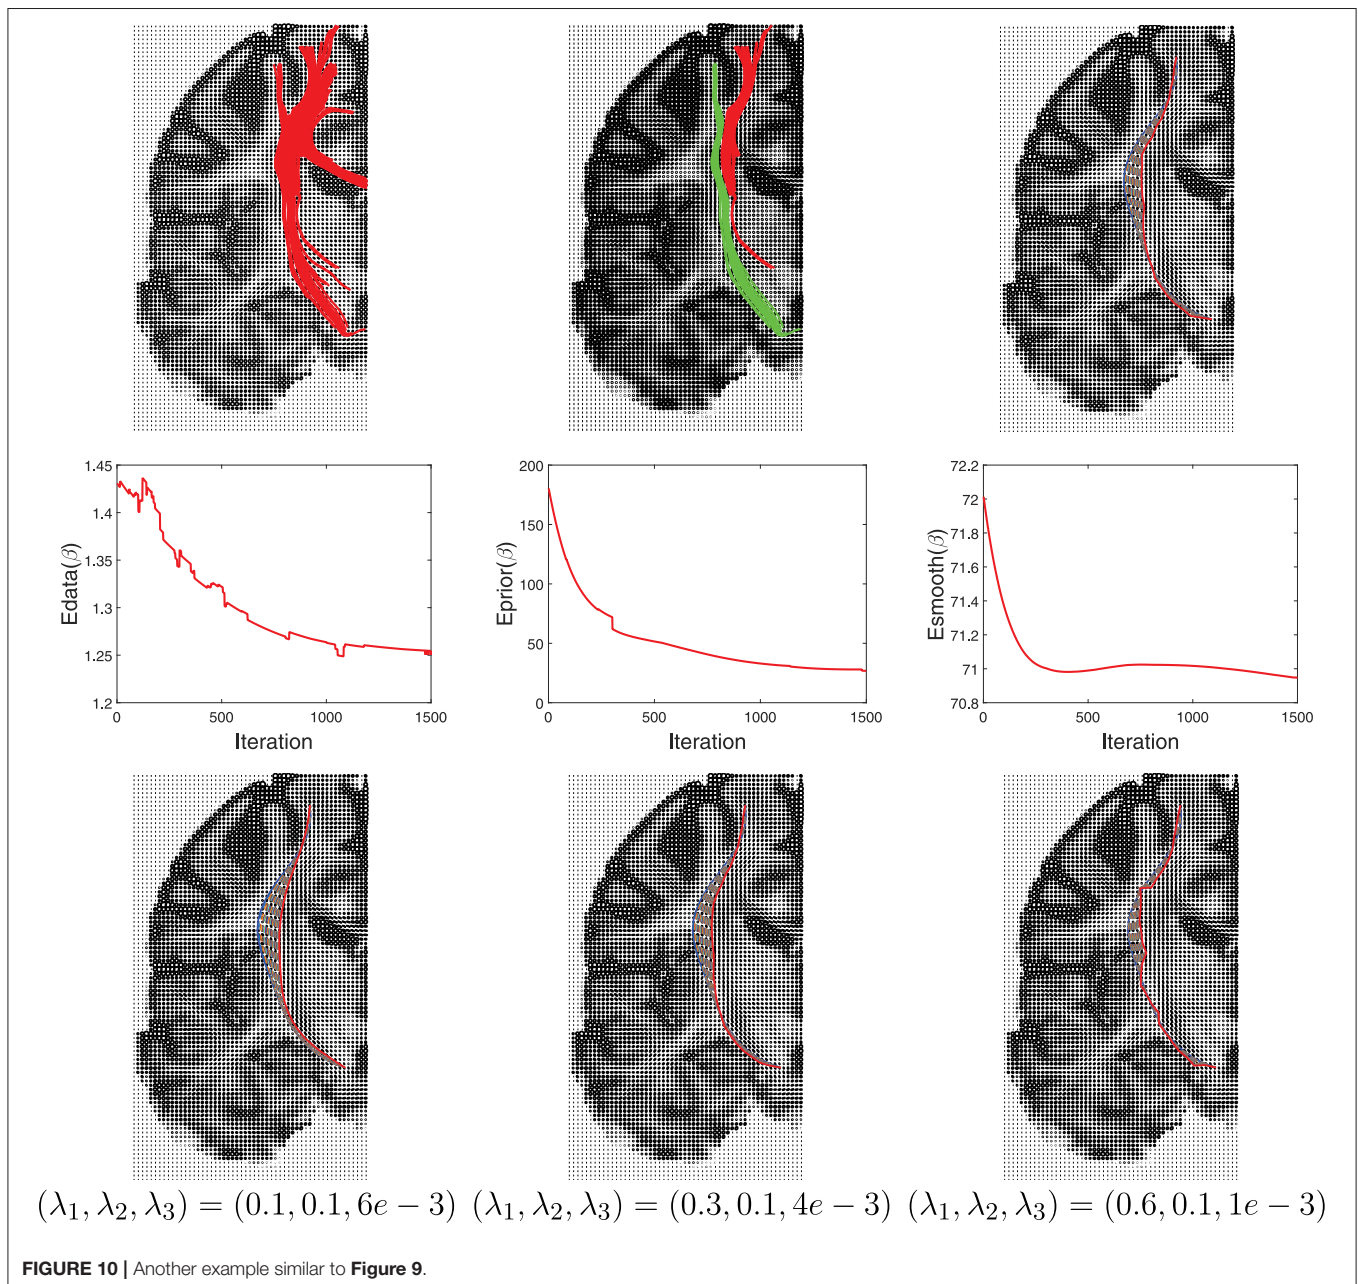 1.45
1.4
1.35
1.3
1.25
1.2
Edata(β)
0 500 1000 1500
Iteration
200
150
100
50
0
Eprior(β)
0 500 1000 1500
Iteration
72.2
72
71.8
71.6
71.4
71.2
71
70.8
Esmooth(β)
0 500 1000 1500
Iteration
(λ₁, λ₂, λ₃) = (0.1, 0.1, 6e − 3) (λ₁, λ₂, λ₃) = (0.3, 0.1, 4e − 3) (λ₁, λ₂, λ₃) = (0.6, 0.1, 1e − 3)
FIGURE 10 | Another example similar to Figure 9.